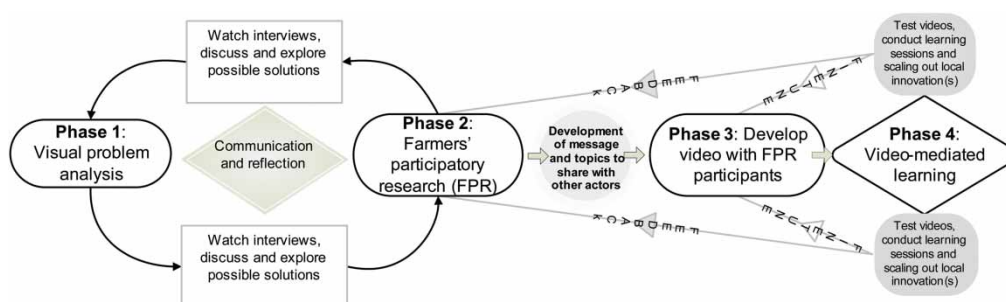 Watch interviews,
discuss and explore
possible solutions
Phase 1:
Visual problem
analysis
Communication
and reflection
Watch interviews,
discuss and explore
possible solutions
Phase 2:
Farmers’
participatory
research (FPR)
FEEDBACK
Development
of message
and topics to
share with
other actors
FEEDBACK
Phase 3: Develop
video with FPR
participants
FINETUNE
FINETUNE
Test videos,
conduct learning
sessions and
scaling out local
innovation(s)
Phase 4:
Video-mediated
learning
Test videos,
conduct learning
sessions and
scaling out local
innovation(s)